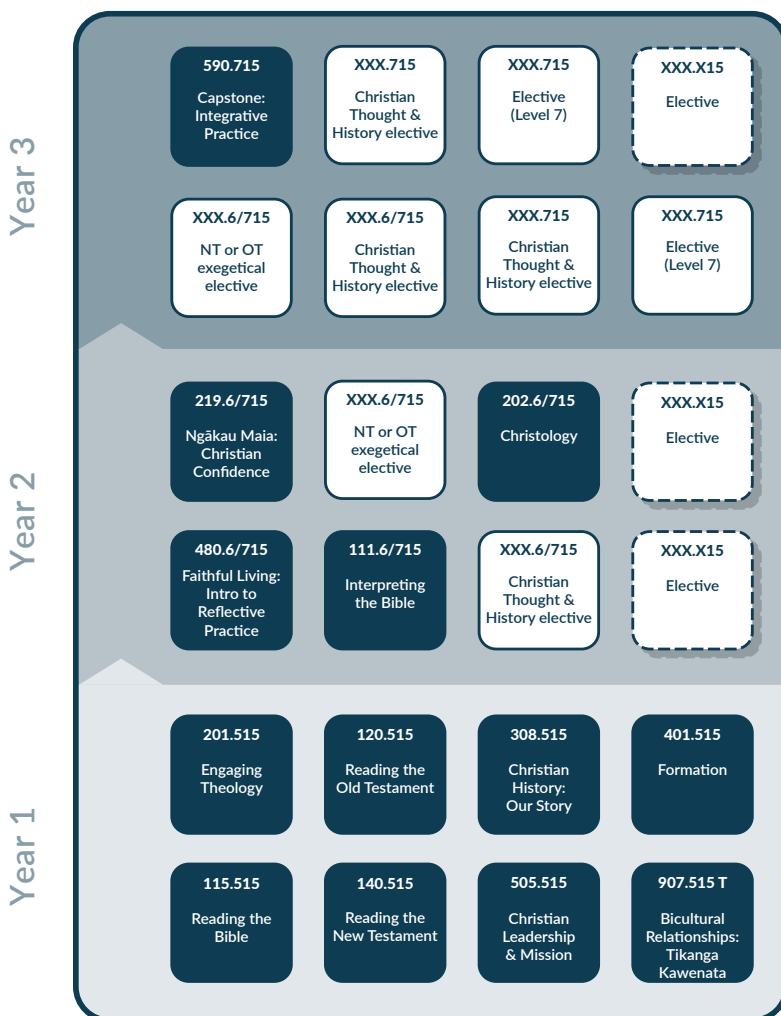 Year 3
590.715
Capstone:
Integrative
Practice
XXX.715
Christian
Thought &
History elective
XXX.715
Elective
(Level 7)
XXX.X15
Elective
XXX.6/715
NT or OT
exegetical
elective
XXX.6/715
Christian
Thought &
History elective
XXX.715
Christian
Thought &
History elective
XXX.715
Elective
(Level 7)
Year 2
219.6/715
Ngākau Maia:
Christian
Confidence
XXX.6/715
NT or OT
exegetical
elective
202.6/715
Christology
XXX.X15
Elective
480.6/715
Faithful Living:
Intro to
Reflective
Practice
111.6/715
Interpreting
the Bible
XXX.6/715
Christian
Thought &
History elective
XXX.X15
Elective
Year 1
201.515
Engaging
Theology
120.515
Reading the
Old Testament
308.515
Christian
History:
Our Story
401.515
Formation
115.515
Reading the
Bible
140.515
Reading the
New Testament
505.515
Christian
Leadership
& Mission
907.515 T
Bicultural
Relationships:
Tikanga
Kawenata